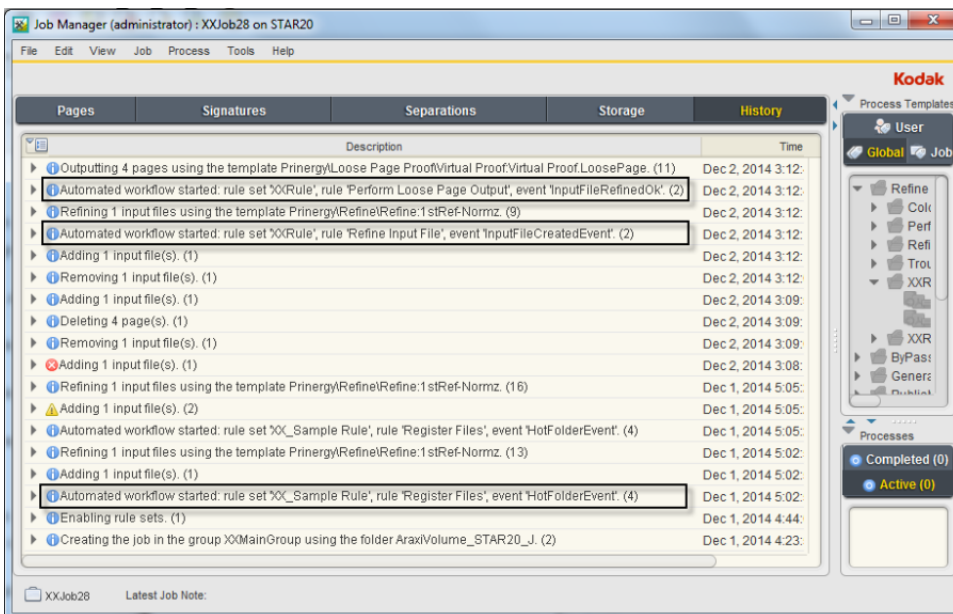 Job Manager (administrator) : XXJob28 on STAR20
File Edit View Job Process Tools Help
Kodak
Pages Signatures Separations Storage History
Process Templates
User
Global Job
Description Time
Outputting 4 pages using the template Prinergy\Loose Page Proof\Virtual Proof:Virtual Proof.LoosePage. (11) Dec 2, 2014 3:12:
Automated workflow started: rule set 'XXRule', rule 'Perform Loose Page Output', event 'InputFileRefinedOk'. (2) Dec 2, 2014 3:12:
Refining 1 input files using the template Prinergy\Refine\Refine:1stRef-Normz. (9) Dec 2, 2014 3:12:
Automated workflow started: rule set 'XXRule', rule 'Refine Input File', event 'InputFileCreatedEvent'. (2) Dec 2, 2014 3:12:
Adding 1 input file(s). (1) Dec 2, 2014 3:12:
Removing 1 input file(s). (1) Dec 2, 2014 3:12:
Adding 1 input file(s). (1) Dec 2, 2014 3:09:
Deleting 4 page(s). (1) Dec 2, 2014 3:09:
Removing 1 input file(s). (1) Dec 2, 2014 3:09:
Adding 1 input file(s). (1) Dec 2, 2014 3:08:
Refining 1 input files using the template Prinergy\Refine\Refine:1stRef-Normz. (16) Dec 1, 2014 5:05:
Adding 1 input file(s). (2) Dec 1, 2014 5:05:
Automated workflow started: rule set 'XX_Sample Rule', rule 'Register Files', event 'HotFolderEvent'. (4) Dec 1, 2014 5:05:
Refining 1 input files using the template Prinergy\Refine\Refine:1stRef-Normz. (13) Dec 1, 2014 5:02:
Adding 1 input file(s). (1) Dec 1, 2014 5:02:
Automated workflow started: rule set 'XX_Sample Rule', rule 'Register Files', event 'HotFolderEvent'. (4) Dec 1, 2014 5:02:
Enabling rule sets. (1) Dec 1, 2014 4:44:
Creating the job in the group XXMainGroup using the folder AraxiVolume_STAR20_J. (2) Dec 1, 2014 4:23:
Refine
Perf
Refi
XXR
XXR
ByPas
Genera
Processes
Completed (0)
Active (0)
XXJob28 Latest Job Note: